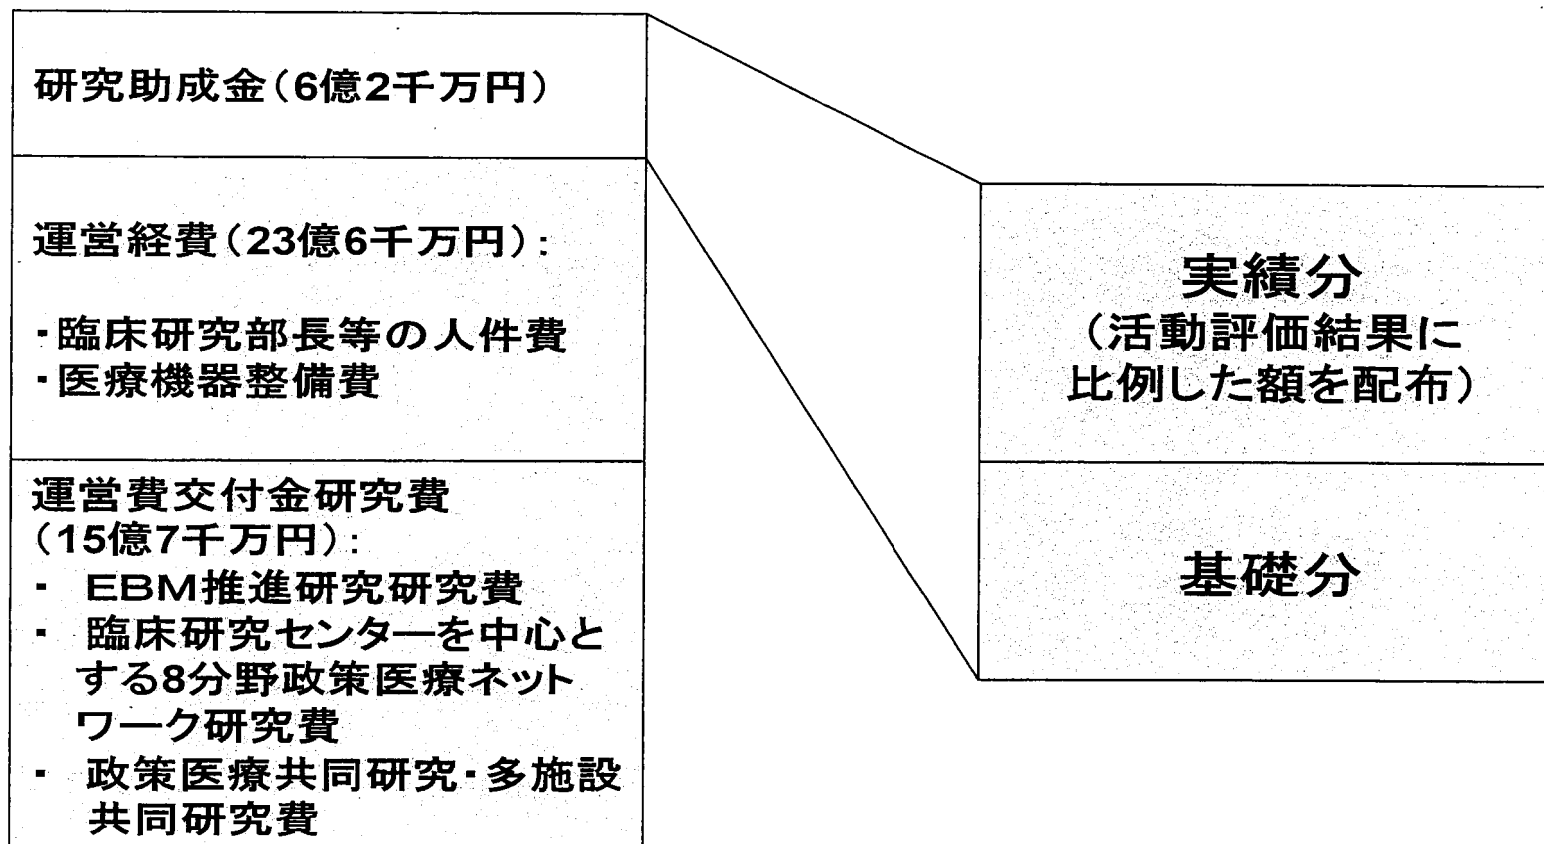 研究助成金(6億2千万円)
運営経費(23億6千万円):
・臨床研究部長等の人件費
・医療機器整備費
運営費交付金研究費
(15億7千万円):
・ EBM推進研究研究費
・ 臨床研究センターを中心と
する8分野政策医療ネット
ワーク研究費
・ 政策医療共同研究・多施設
共同研究費
実績分
(活動評価結果に
比例した額を配布)
基礎分